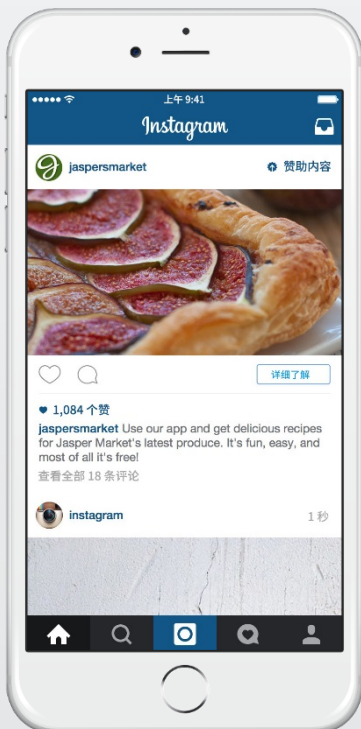 上午 9:41
Instagram
jaspersmarket
赞助内容
详细了解
1,084 个赞
jaspersmarket Use our app and get delicious recipes
for Jasper Market's latest produce. It's fun, easy, and
most of all it's free!
查看全部 18 条评论
instagram
1 秒